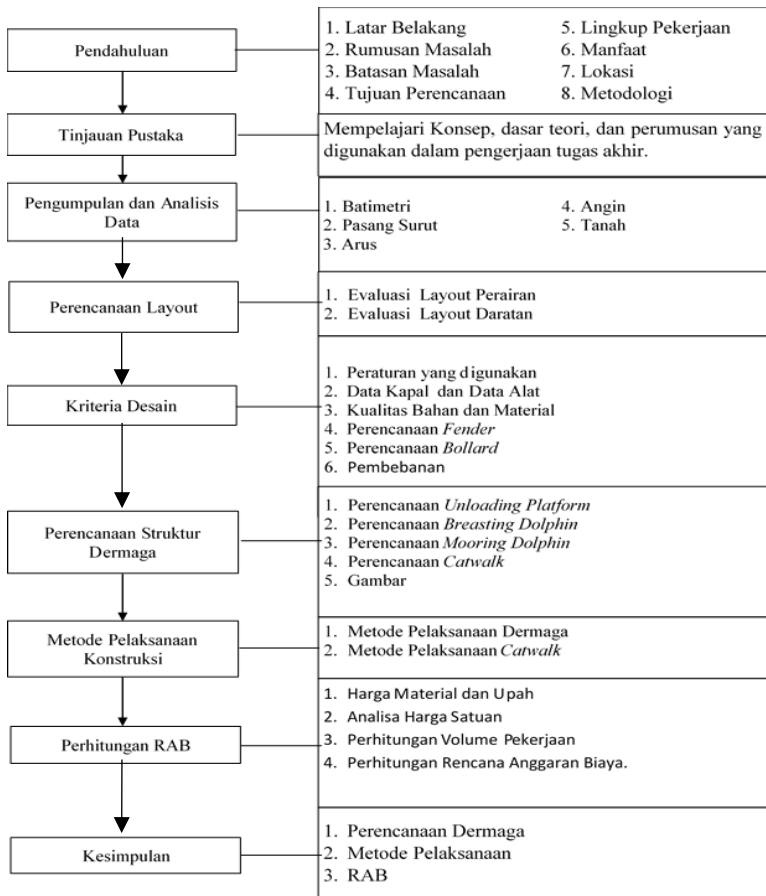 Pendahuluan
1. Latar Belakang
2. Rumusan Masalah
3. Batasan Masalah
4. Tujuan Perencanaan
5. Lingkup Pekerjaan
6. Manfaat
7. Lokasi
8. Metodologi
Tinjauan Pustaka
Mempelajari Konsep, dasar teori, dan perumusan yang
digunakan dalam pengerjaan tugas akhir.
Pengumpulan dan Analisis
Data
1. Batimetri
2. Pasang Surut
3. Arus
4. Angin
5. Tanah
Perencanaan Layout
1. Evaluasi Layout Perairan
2. Evaluasi Layout Daratan
Kriteria Desain
1. Peraturan yang digunakan
2. Data Kapal dan Data Alat
3. Kualitas Bahan dan Material
4. Perencanaan Fender
5. Perencanaan Bollard
6. Pembebanan
Perencanaan Struktur
Dermaga
1. Perencanaan Unloading Platform
2. Perencanaan Breasting Dolphin
3. Perencanaan Mooring Dolphin
4. Perencanaan Catwalk
5. Gambar
Metode Pelaksanaan
Konstruksi
1. Metode Pelaksanaan Dermaga
2. Metode Pelaksanaan Catwalk
Perhitungan RAB
1. Harga Material dan Upah
2. Analisa Harga Satuan
3. Perhitungan Volume Pekerjaan
4. Perhitungan Rencana Anggaran Biaya.
Kesimpulan
1. Perencanaan Dermaga
2. Metode Pelaksanaan
3. RAB